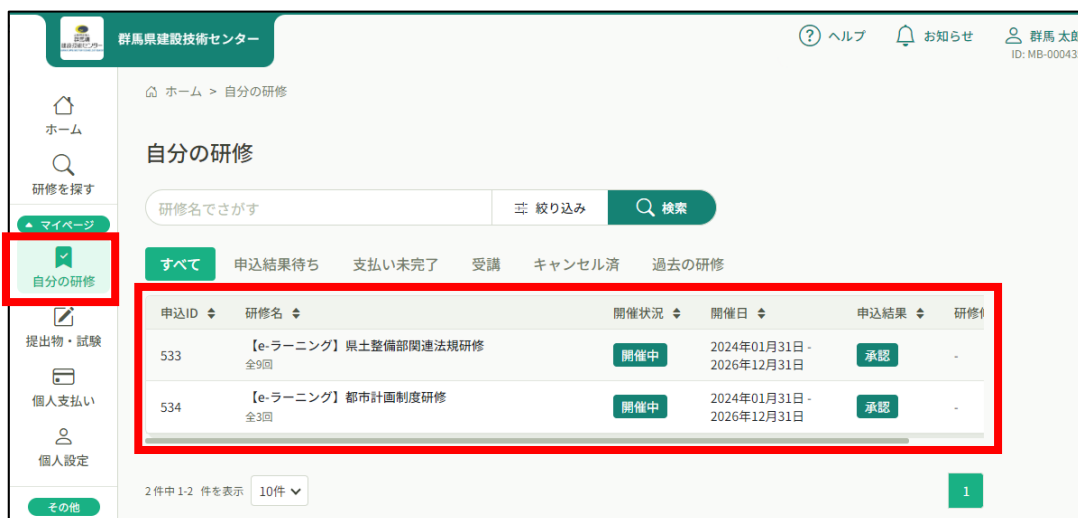 群馬県建設技術センター
ヘルプ
お知らせ
群馬 太郎
ID: MB-00043
ホーム > 自分の研修
ホーム
研修を探す
マイページ
自分の研修
提出物・試験
個人支払い
個人設定
その他
自分の研修
研修名でさがす
絞り込み
検索
すべて 申込結果待ち 支払い未完了 受講 キャンセル済 過去の研修
申込ID 研修名 開催状況 開催日 申込結果 研修
533 【e-ラーニング】県土整備部関連法規研修 開催中 2024年01月31日 - 承認 -
全9回 2026年12月31日
534 【e-ラーニング】都市計画制度研修 開催中 2024年01月31日 - 承認 -
全3回 2026年12月31日
2 件中 1-2 件を表示 10件
1